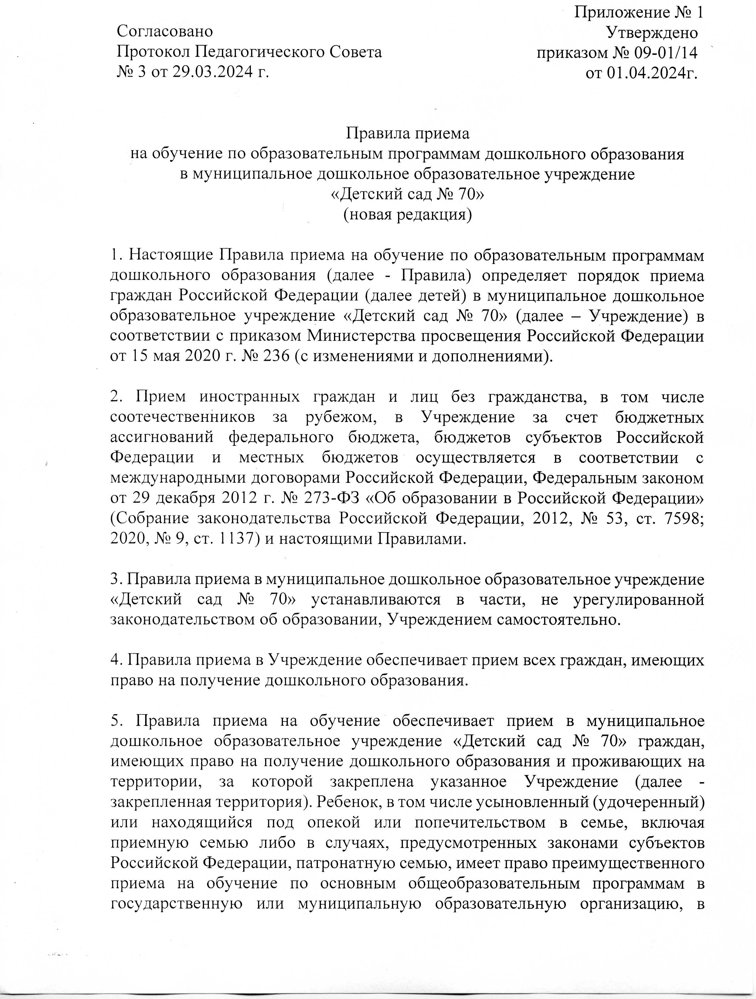 Приложение № 1
Согласовано
Утверждено
Протокол Педагогического Совета
приказом № 09-01/14
№ 3 от 29.03.2024 г.
от 01.04.2024г.
Правила приема
на обучение по образовательным программам дошкольного образования
в муниципальное дошкольное образовательное учреждение
«Детский сад № 70»
(новая редакция)
1. Настоящие Правила приема на обучение по образовательным программам
дошкольного образования (далее - Правила) определяет порядок приема
граждан Российской Федерации (далее детей) в муниципальное дошкольное
образовательное учреждение «Детский сад № 70» (далее – Учреждение) в
соответствии с приказом Министерства просвещения Российской Федерации
от 15 мая 2020 г. № 236 (с изменениями и дополнениями).
2. Прием иностранных граждан и лиц без гражданства, в том числе
соотечественников за рубежом, в Учреждение за счет бюджетных
ассигнований федерального бюджета, бюджетов субъектов Российской
Федерации и местных бюджетов осуществляется в соответствии с
международными договорами Российской Федерации, Федеральным законом
от 29 декабря 2012 г. № 273-ФЗ «Об образовании в Российской Федерации»
(Собрание законодательства Российской Федерации, 2012, № 53, ст. 7598;
2020, № 9, ст. 1137) и настоящими Правилами.
3. Правила приема в муниципальное дошкольное образовательное учреждение
«Детский сад № 70» устанавливаются в части, не урегулированной
законодательством об образовании, Учреждением самостоятельно.
4. Правила приема в Учреждение обеспечивает прием всех граждан, имеющих
право на получение дошкольного образования.
5. Правила приема на обучение обеспечивает прием в муниципальное
дошкольное образовательное учреждение «Детский сад № 70» граждан,
имеющих право на получение дошкольного образования и проживающих на
территории, за которой закреплена указанное Учреждение (далее -
закрепленная территория). Ребенок, в том числе усыновленный (удочеренный)
или находящийся под опекой или попечительством в семье, включая
приемную семью либо в случаях, предусмотренных законами субъектов
Российской Федерации, патронатную семью, имеет право преимущественного
приема на обучение по основным общеобразовательным программам в
государственную или муниципальную образовательную организацию, в